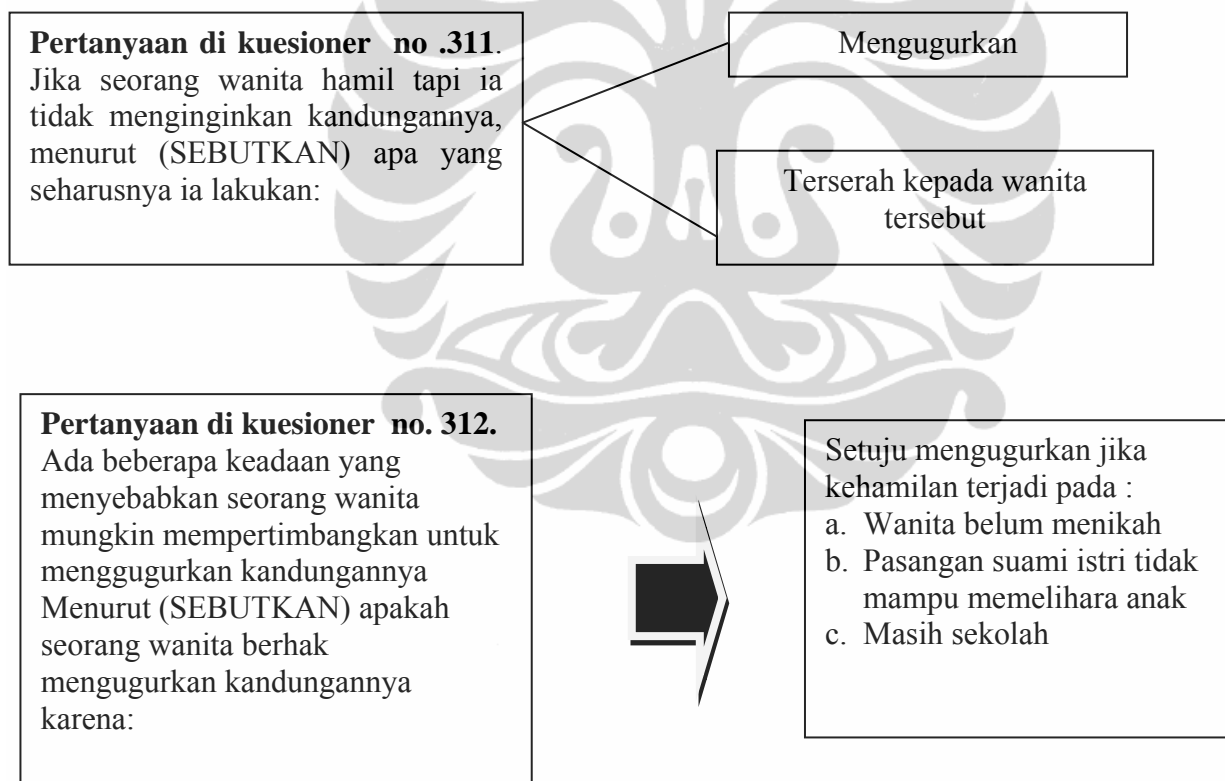 Pertanyaan di kuesioner no .311.
Jika seorang wanita hamil tapi ia
tidak menginginkan kandungannya,
menurut (SEBUTKAN) apa yang
seharusnya ia lakukan:
Mengugurkan
Terserah kepada wanita
tersebut
Pertanyaan di kuesioner no. 312.
Ada beberapa keadaan yang
menyebabkan seorang wanita
mungkin mempertimbangkan untuk
menggugurkan kandungannya
Menurut (SEBUTKAN) apakah
seorang wanita berhak
mengugurkan kandungannya
karena:
Setuju mengugurkan jika
kehamilan terjadi pada :
a. Wanita belum menikah
b. Pasangan suami istri tidak
mampu memelihara anak
c. Masih sekolah